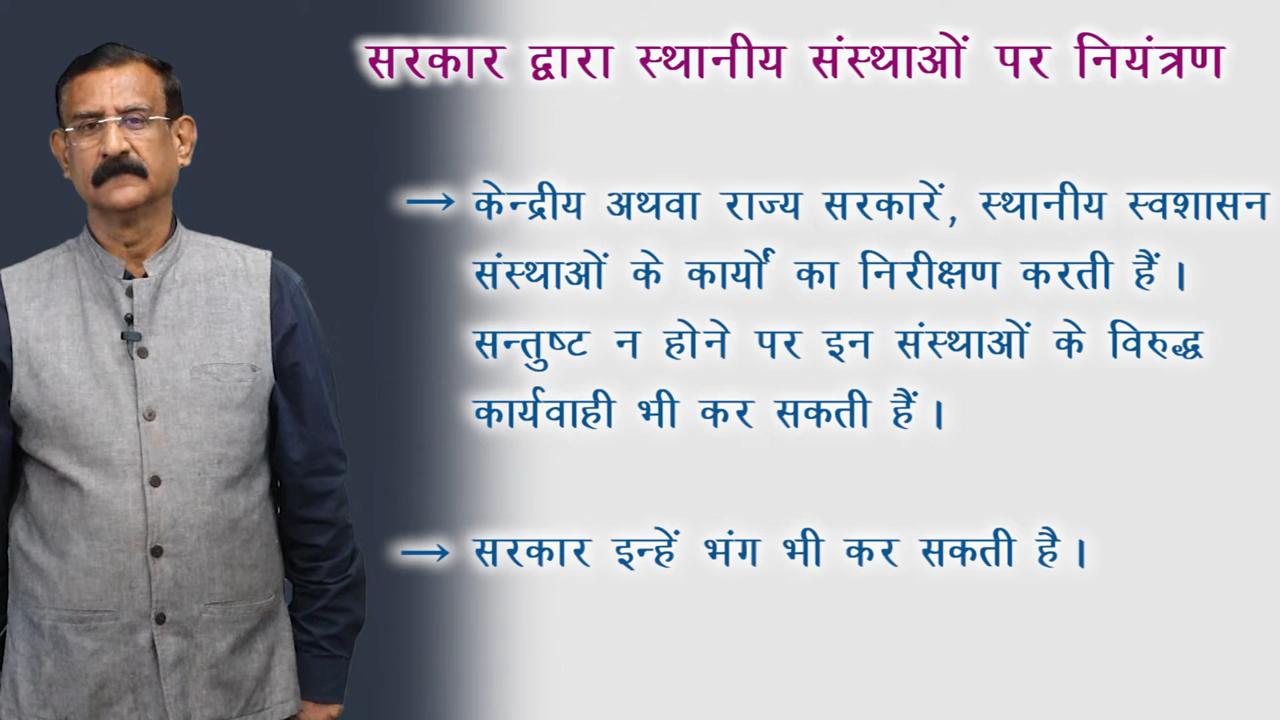 सरकार द्वारा स्थानीय संस्थाओं पर नियंत्रण
→ केन्द्रीय अथवा राज्य सरकारें, स्थानीय स्वशासन
संस्थाओं के कार्यों का निरीक्षण करती हैं।
सन्तुष्ट न होने पर इन संस्थाओं के विरुद्ध
कार्यवाही भी कर सकती हैं।
→ सरकार इन्हें भंग भी कर सकती है।